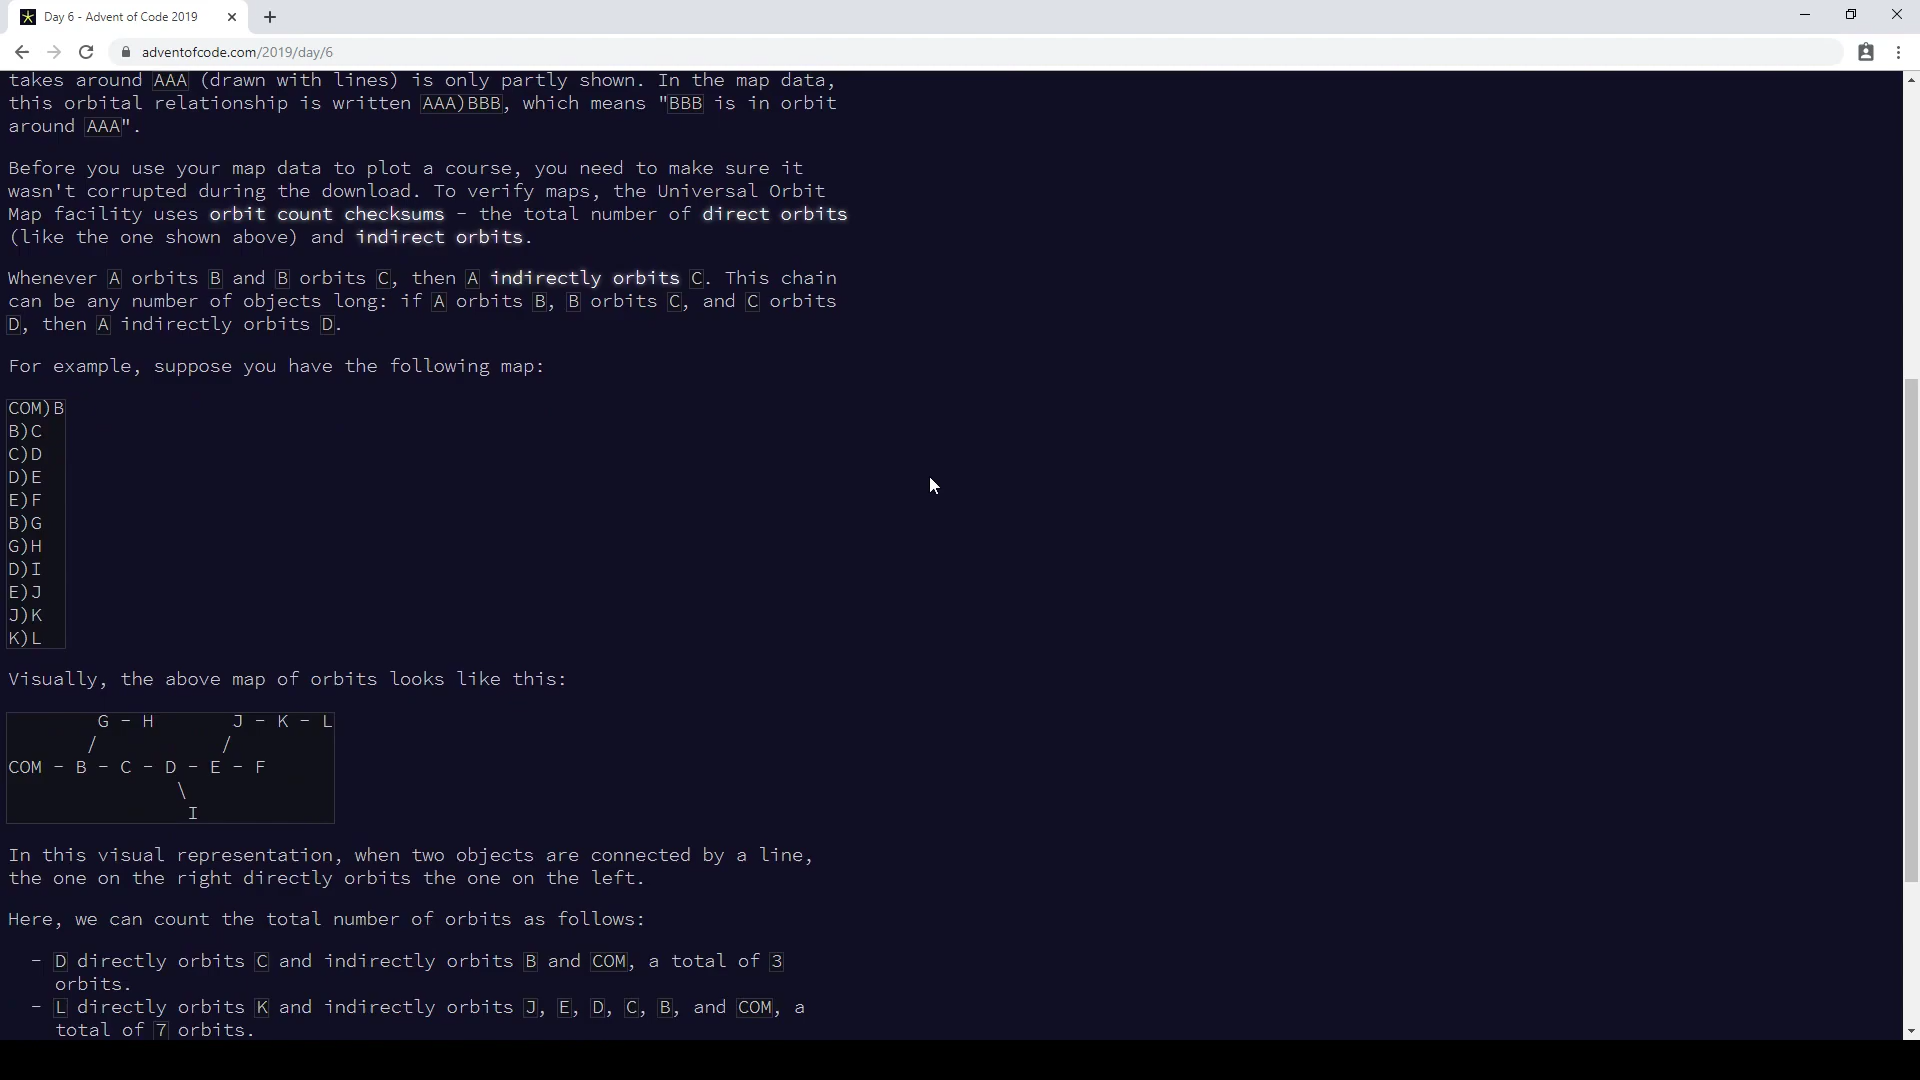 Day 6 - Advent of Code 2019
adventofcode.com/2019/day/6
takes around AAA (drawn with lines) is only partly shown. In the map data,
this orbital relationship is written AAA)BBB, which means "BBB is in orbit
around AAA".
Before you use your map data to plot a course, you need to make sure it
wasn't corrupted during the download. To verify maps, the Universal Orbit
Map facility uses orbit count checksums - the total number of direct orbits
(like the one shown above) and indirect orbits.
Whenever A orbits B and B orbits C, then A indirectly orbits C. This chain
can be any number of objects long: if A orbits B, B orbits C, and C orbits
D, then A indirectly orbits D.
For example, suppose you have the following map:
COM)B
B)C
C)D
D)E
E)F
B)G
G)H
D)I
E)J
J)K
K)L
Visually, the above map of orbits looks like this:
        G - H       J - K - L
       /           /
COM - B - C - D - E - F
               \
                I
In this visual representation, when two objects are connected by a line,
the one on the right directly orbits the one on the left.
Here, we can count the total number of orbits as follows:
- D directly orbits C and indirectly orbits B and COM, a total of 3
orbits.
- L directly orbits K and indirectly orbits J, E, D, C, B, and COM, a
total of 7 orbits.